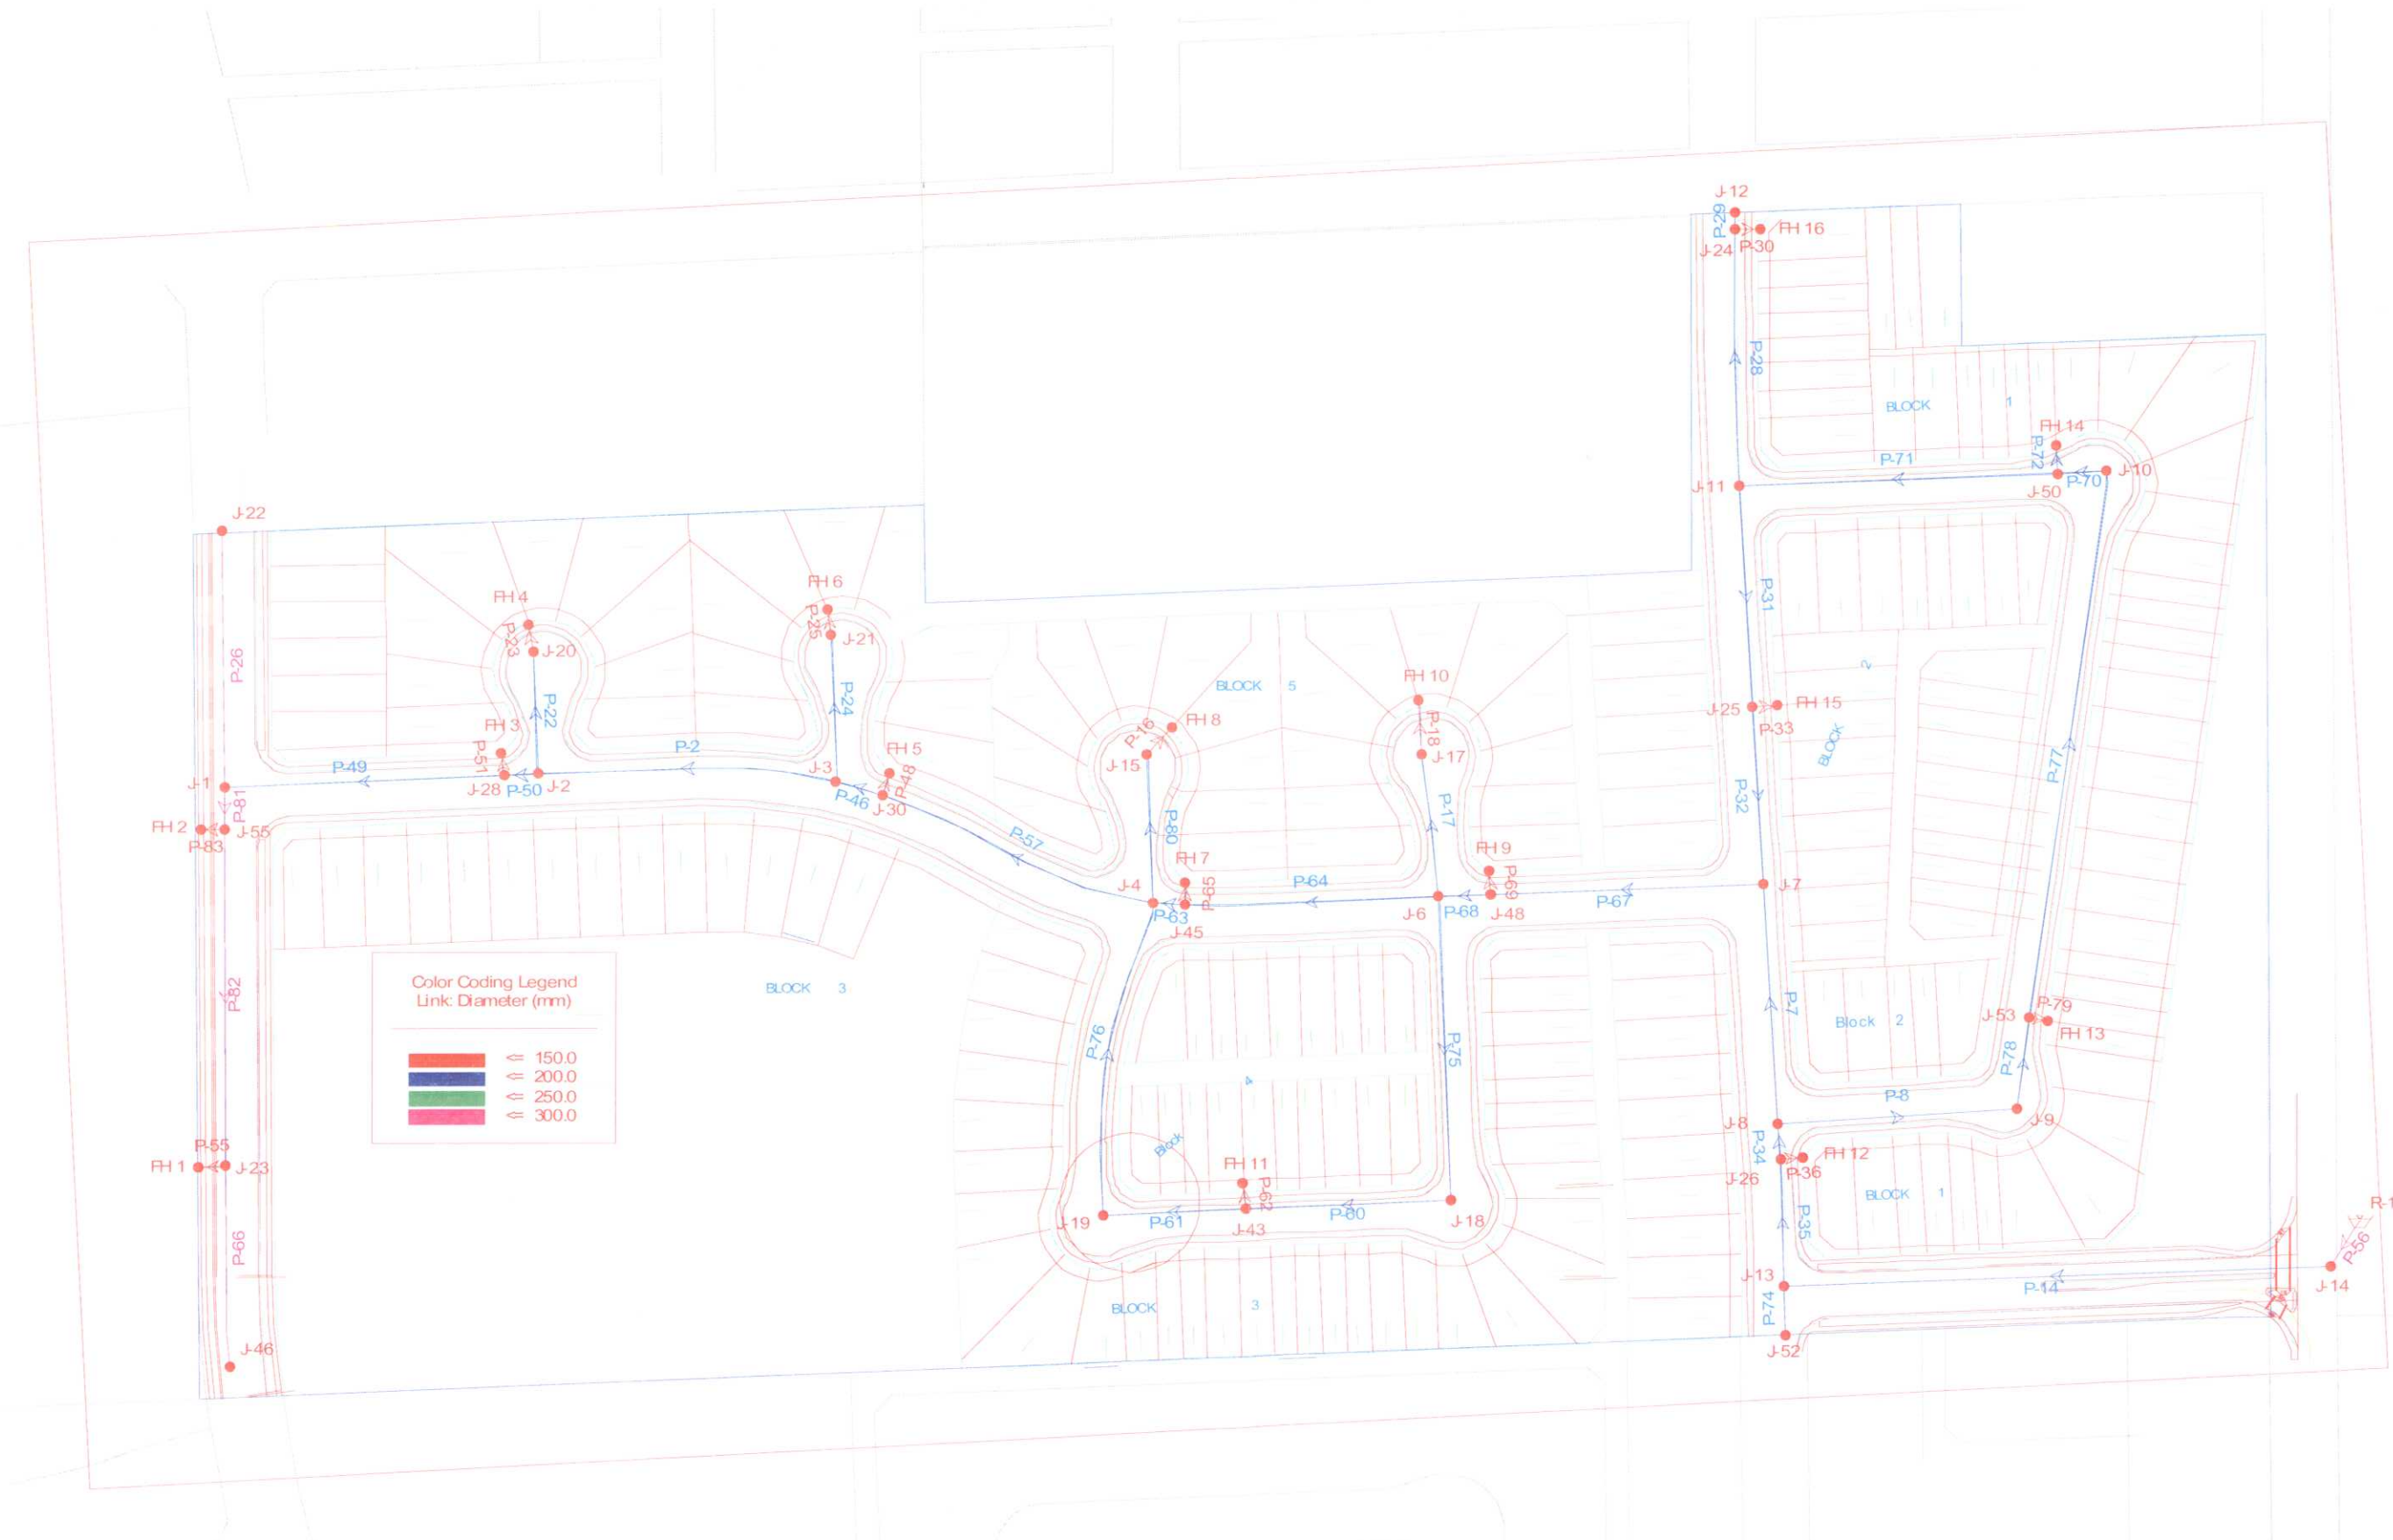 J-12
P-29
FH 16
J-24
P-30
P-28
BLOCK 1
FH 14
P-72
P-71
J-10
J-11
J-50
P-70
J-22
P-31
FH 6
FH 4
P-25
P-23
J-21
J-20
P-26
2
BLOCK
FH 10
BLOCK 5
P-24
P-22
J-25
FH 15
P-33
FH 8
P-16
P-18
FH 3
J-17
J-15
P-2
FH 5
P-77
P-51
P-49
J-3
J-1
P-48
J-28
P-50
J-2
P-46
J-30
P-32
P-81
P-17
FH 2
J-55
P-83
P-57
P-80
FH 9
FH 7
P-64
J-4
P-65
P-69
J-7
P-67
P-63
J-6
P-68
J-48
J-45
Color Coding Legend
Link: Diameter (mm)
<= 150.0
<= 200.0
<= 250.0
<= 300.0
BLOCK 3
P-82
P-7
P-79
J-53
Block 2
FH 13
P-76
P-75
P-78
4
Block
P-8
J-8
J-9
P-55
FH 1
J-23
P-34
FH 12
J-26
P-36
FH 11
P-62
BLOCK 1
R-1
J-19
P-61
J-43
P-60
J-18
P-66
P-35
P-56
J-13
P-14
J-14
BLOCK 3
P-74
J-52
J-46